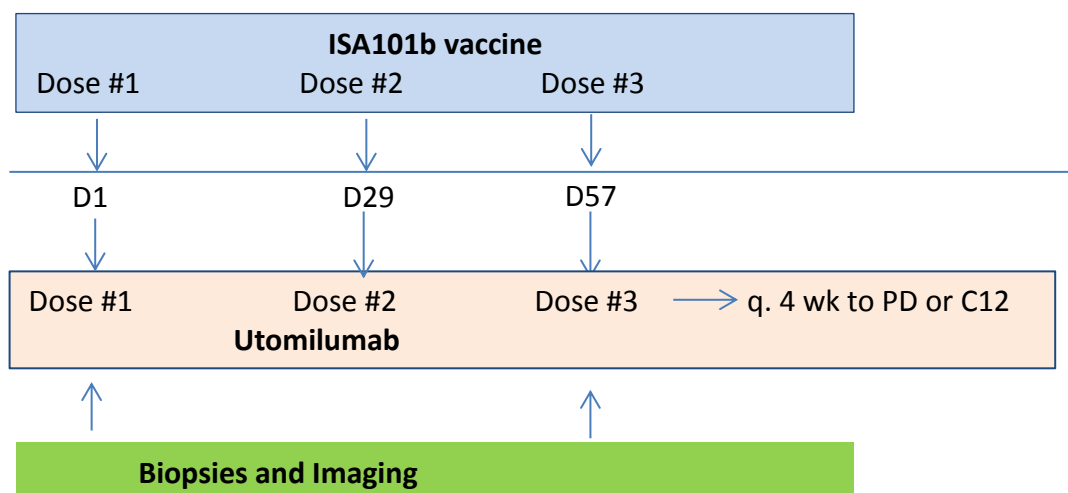 ISA101b vaccine
Dose #1 Dose #2 Dose #3
D1 D29 D57
Dose #1 Dose #2 Dose #3 q. 4 wk to PD or C12
Utomilumab
Biopsies and Imaging